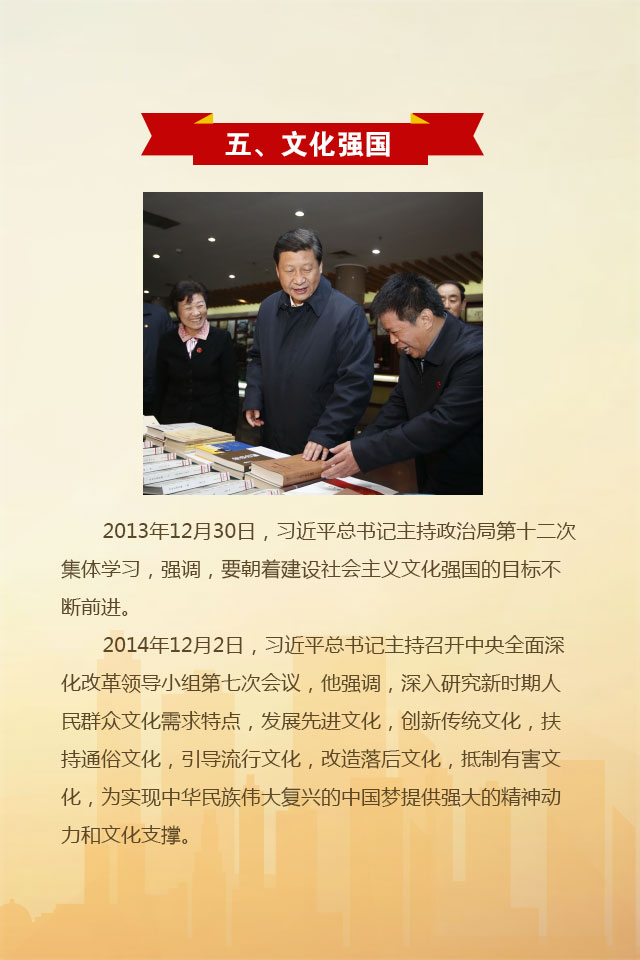 五、文化强国
2013年12月30日，习近平总书记主持政治局第十二次
集体学习，强调，要朝着建设社会主义文化强国的目标不
断前进。
2014年12月2日，习近平总书记主持召开中央全面深
化改革领导小组第七次会议，他强调，深入研究新时期人
民群众文化需求特点，发展先进文化，创新传统文化，扶
持通俗文化，引导流行文化，改造落后文化，抵制有害文
化，为实现中华民族伟大复兴的中国梦提供强大的精神动
力和文化支撑。